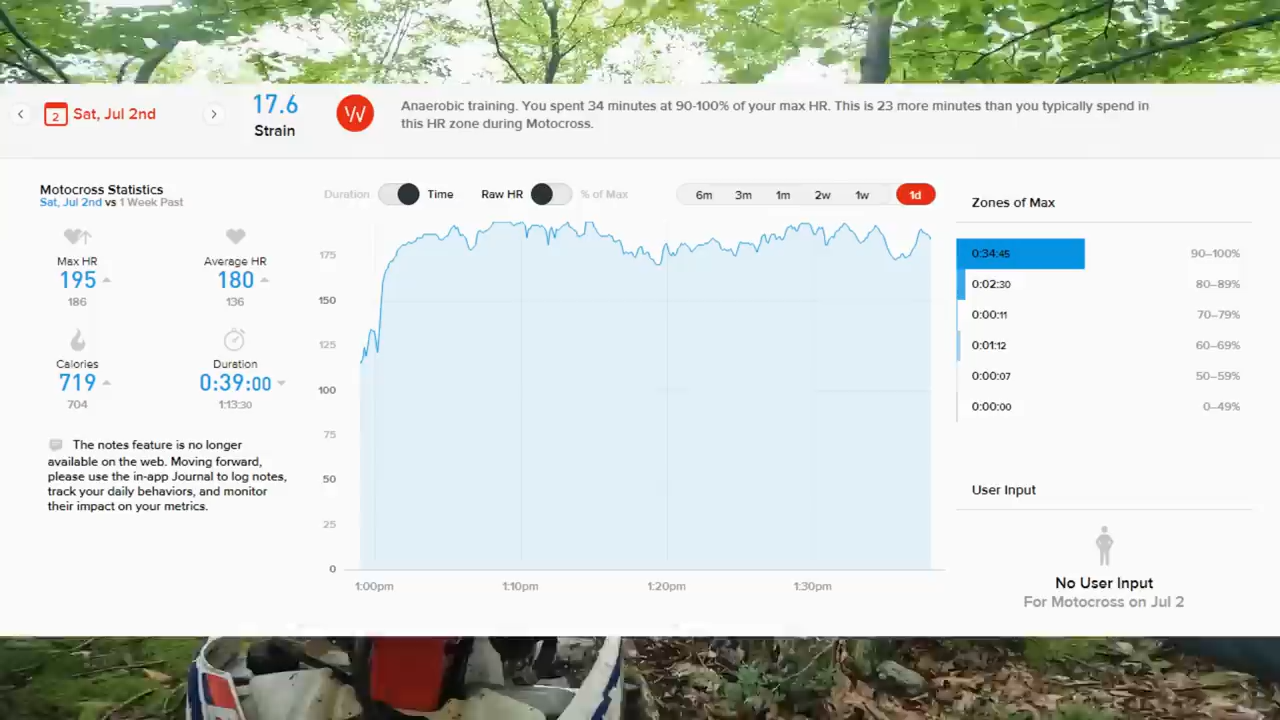 2
Sat, Jul 2nd
17.6
Strain
W
Anaerobic training. You spent 34 minutes at 90-100% of your max HR. This is 23 more minutes than you typically spend in
this HR zone during Motocross.
Motocross Statistics
Sat, Jul 2nd vs 1 Week Past
Max HR
195
186
Average HR
180
136
Calories
719
704
Duration
0:39:00
1:13:30
The notes feature is no longer
available on the web. Moving forward,
please use the in-app Journal to log notes,
track your daily behaviors, and monitor
their impact on your metrics.
Duration Time Raw HR % of Max 6m 3m 1m 2w 1w 1d
175
150
125
100
75
50
25
0
1:00pm 1:10pm 1:20pm 1:30pm
Zones of Max
0:34:45 90–100%
0:02:30 80–89%
0:00:11 70–79%
0:01:12 60–69%
0:00:07 50–59%
0:00:00 0–49%
User Input
No User Input
For Motocross on Jul 2